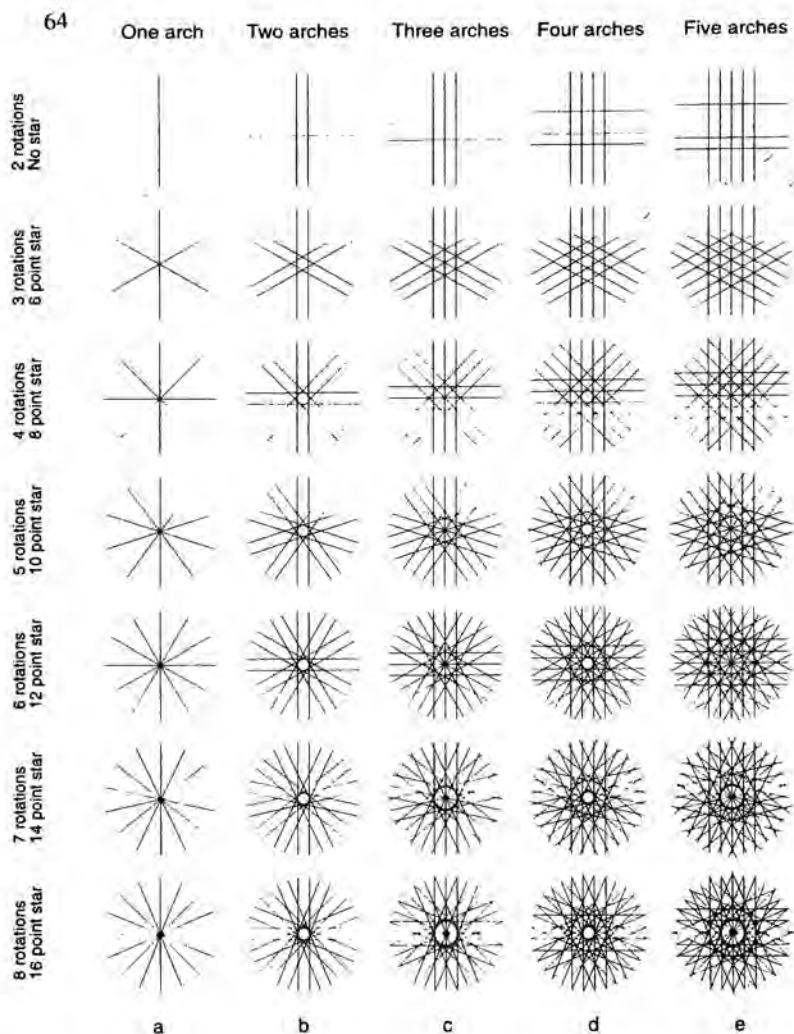 64
One arch
Two arches
Three arches
Four arches
Five arches
2 rotations
No star
3 rotations
6 point star
4 rotations
8 point star
5 rotations
10 point star
6 rotations
12 point star
7 rotations
14 point star
8 rotations
16 point star
a
b
c
d
e